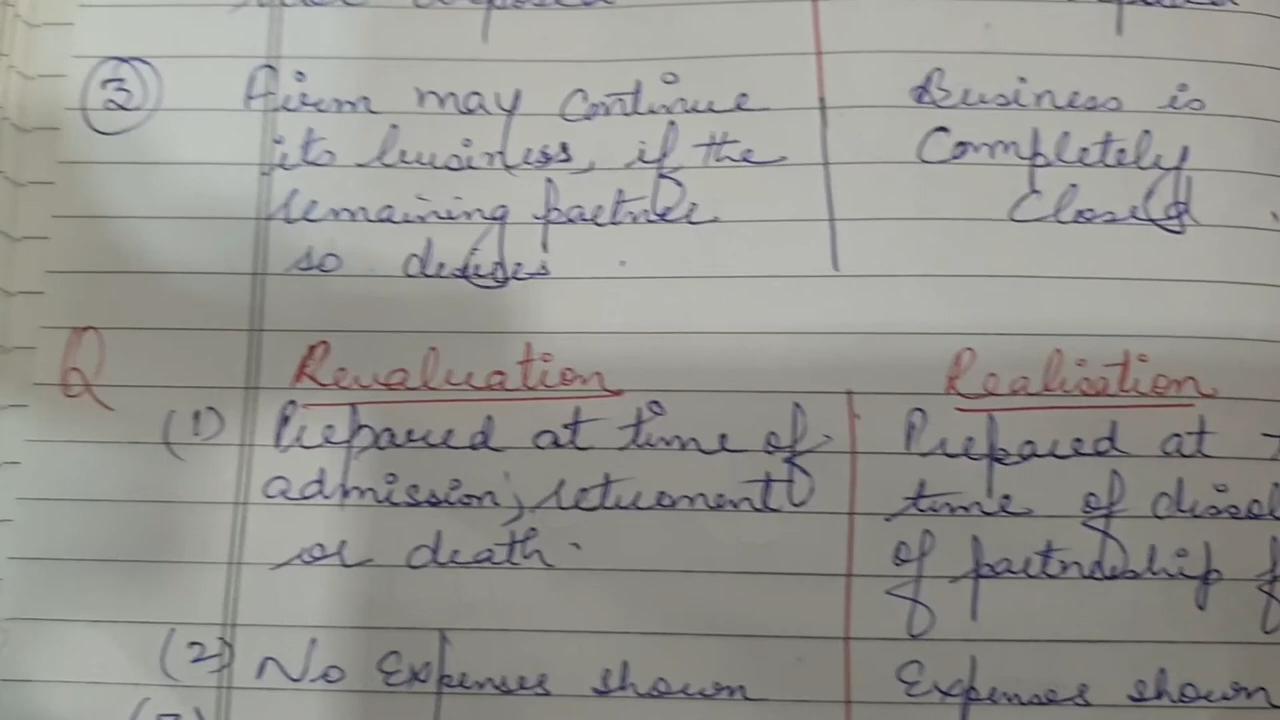 (3) Firm may continue | Business is
its business, if the | Completely
remaining partner | Closed
so decides.
Q Revaluation | Realisation
(1) Prepared at time of | Prepared at
admission, retirement | time of
or death. | of partnership
(2) No Expenses shown | Expenses shown